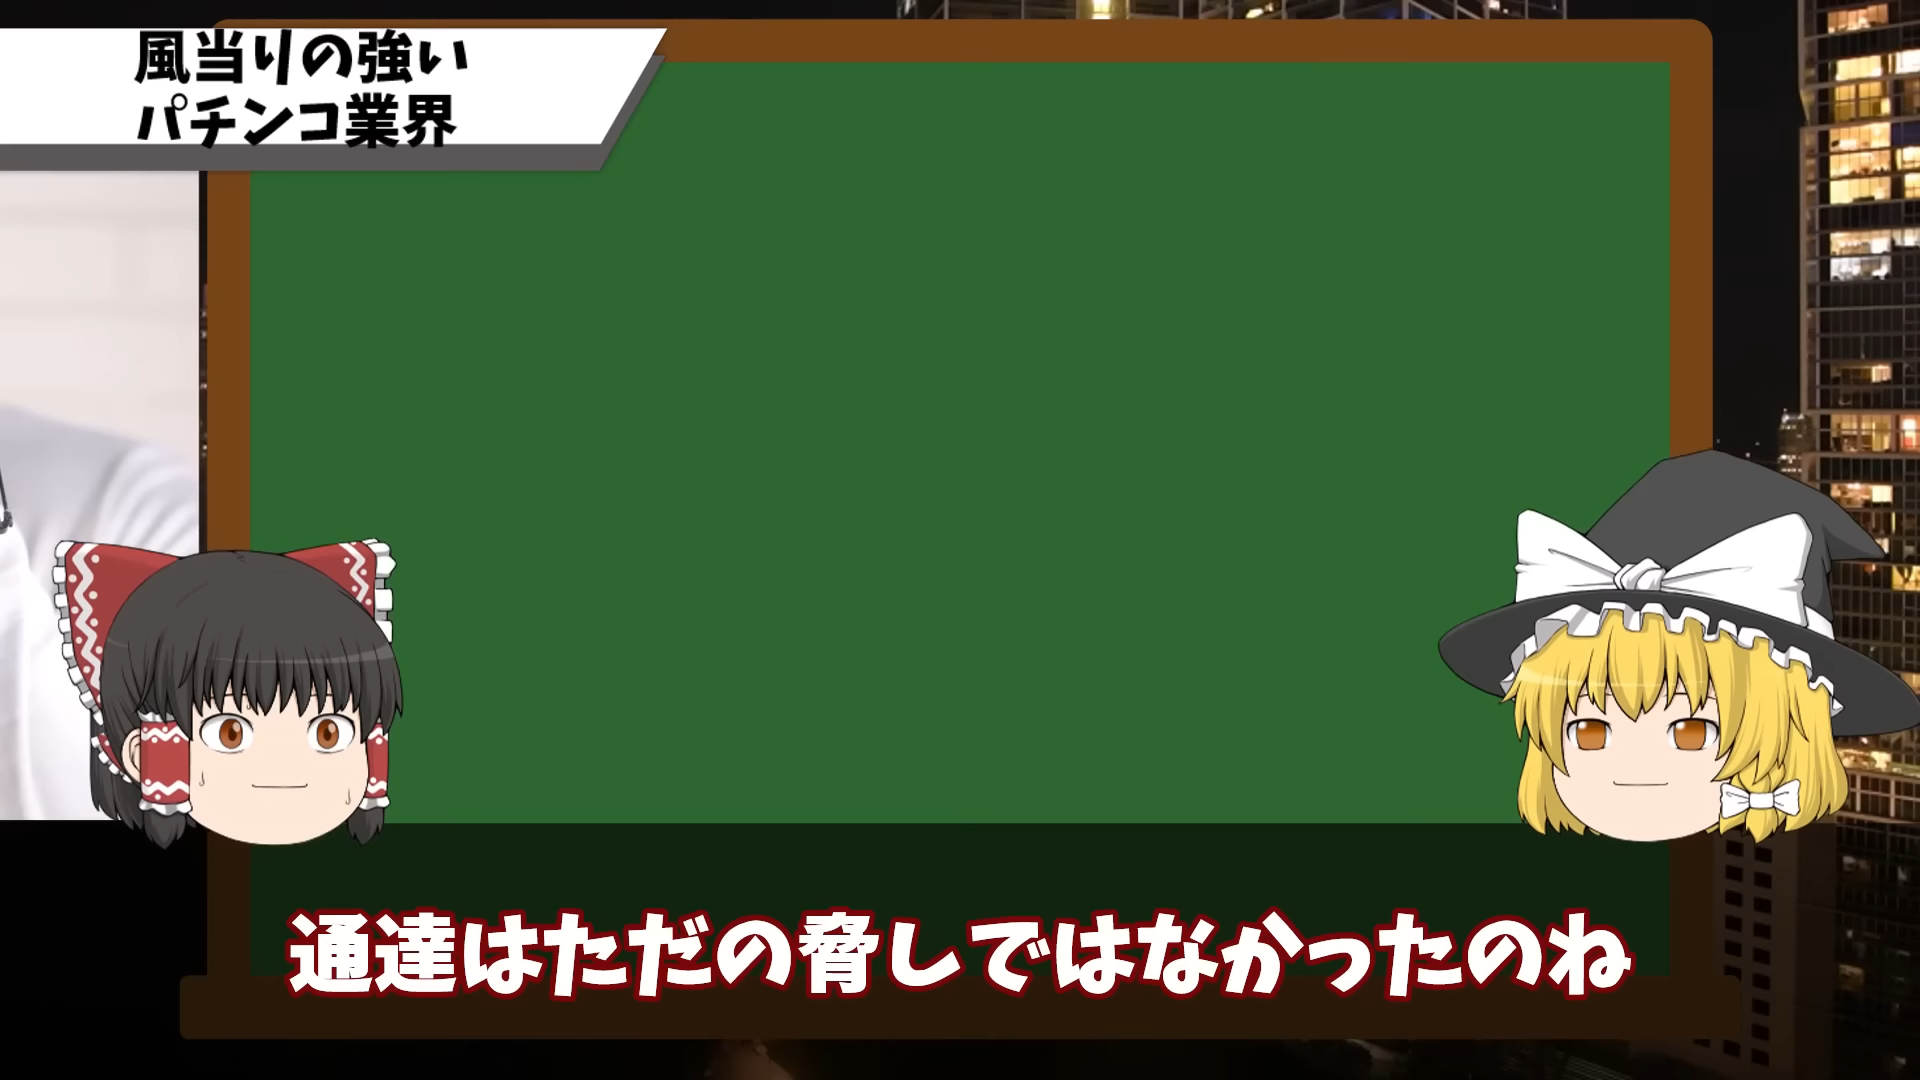 風当りの強い
パチンコ業界
通達はただの脅しではなかったのね